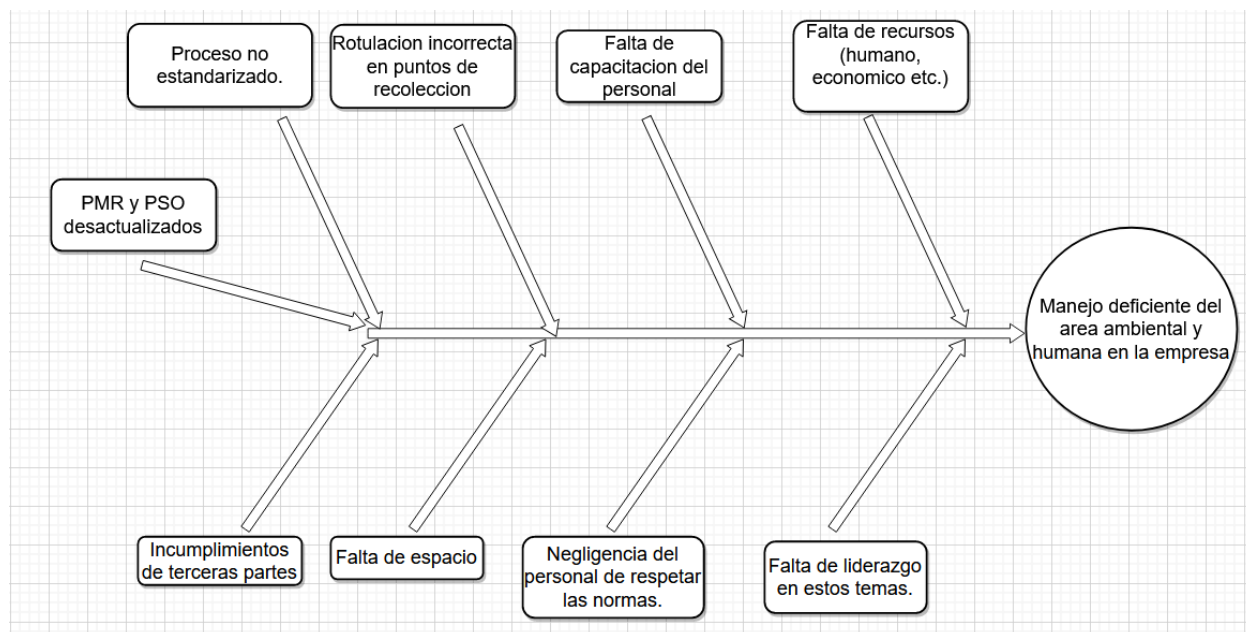 Proceso no
estandarizado.
Rotulacion incorrecta
en puntos de
recoleccion
Falta de
capacitacion del
personal
Falta de recursos
(humano,
economico etc.)
PMR y PSO
desactualizados
Manejo deficiente del
area ambiental y
humana en la empresa
Incumplimientos
de terceras partes
Falta de espacio
Negligencia del
personal de respetar
las normas.
Falta de liderazgo
en estos temas.